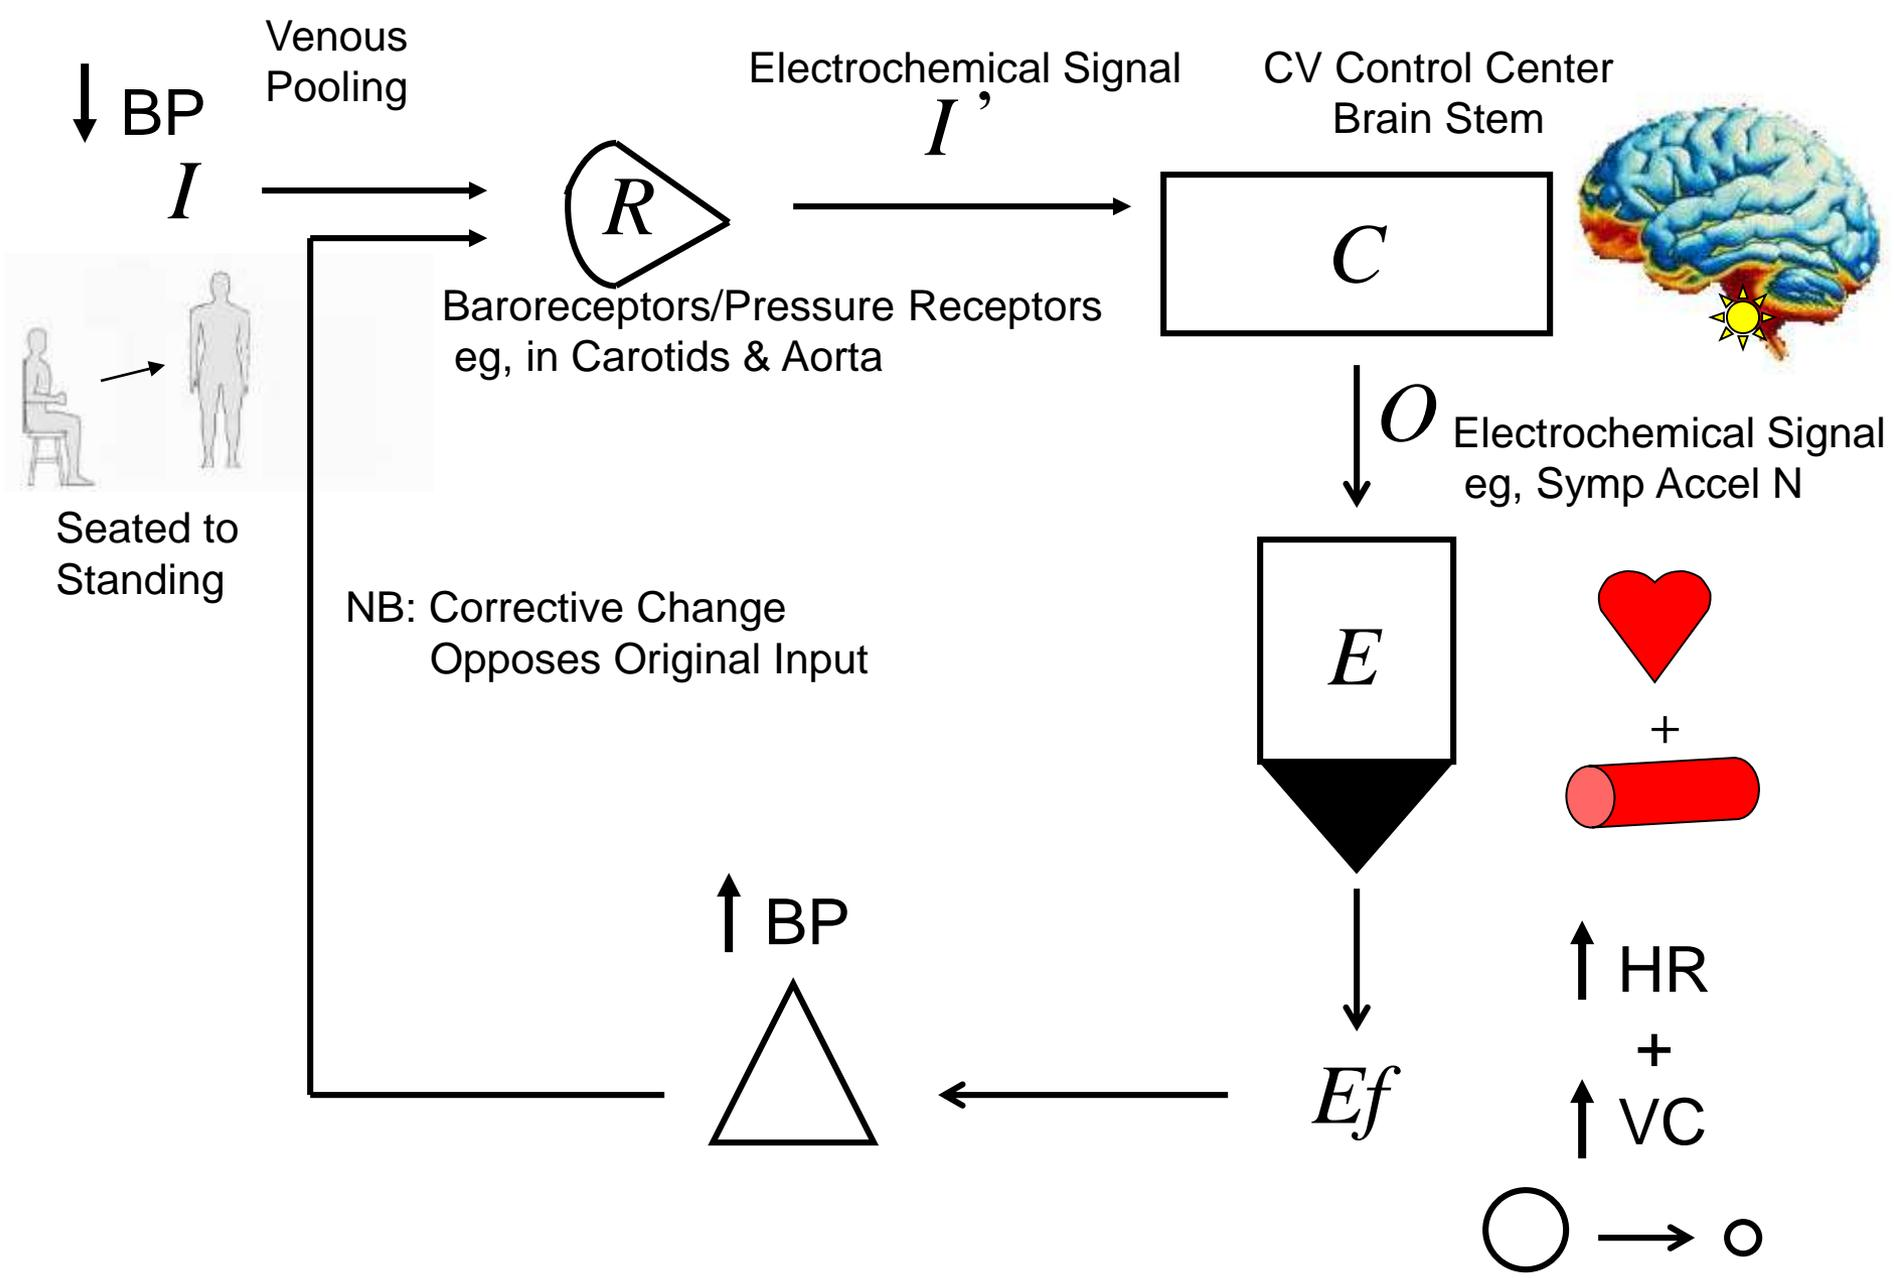 Venous
Pooling
BP
I
Electrochemical Signal
I’
CV Control Center
Brain Stem
R
C
Baroreceptors/Pressure Receptors
eg, in Carotids & Aorta
O
Electrochemical Signal
eg, Symp Accel N
Seated to
Standing
NB: Corrective Change
Opposes Original Input
E
+
BP
HR
+
VC
Ef